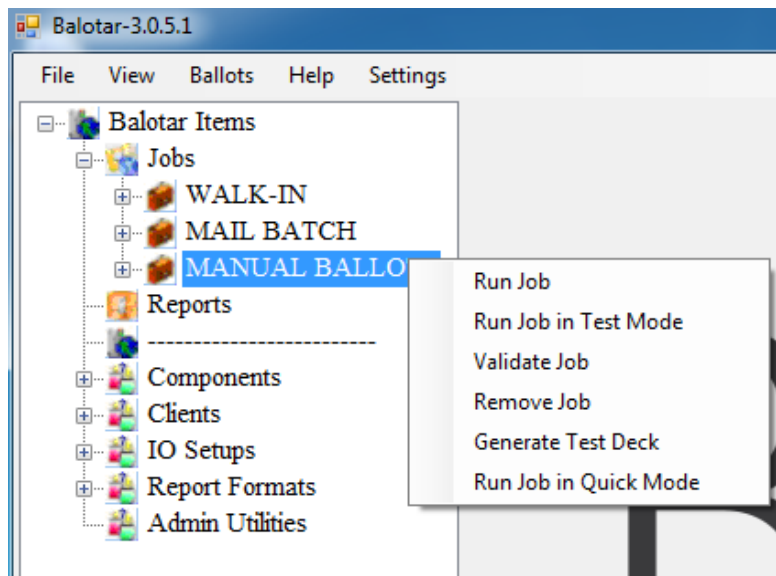 Balotar-3.0.5.1
File View Ballots Help Settings
Balotar Items
Jobs
WALK-IN
MAIL BATCH
MANUAL BALLO
Run Job
Run Job in Test Mode
Validate Job
Remove Job
Generate Test Deck
Run Job in Quick Mode
Reports
-------------------------
Components
Clients
IO Setups
Report Formats
Admin Utilities